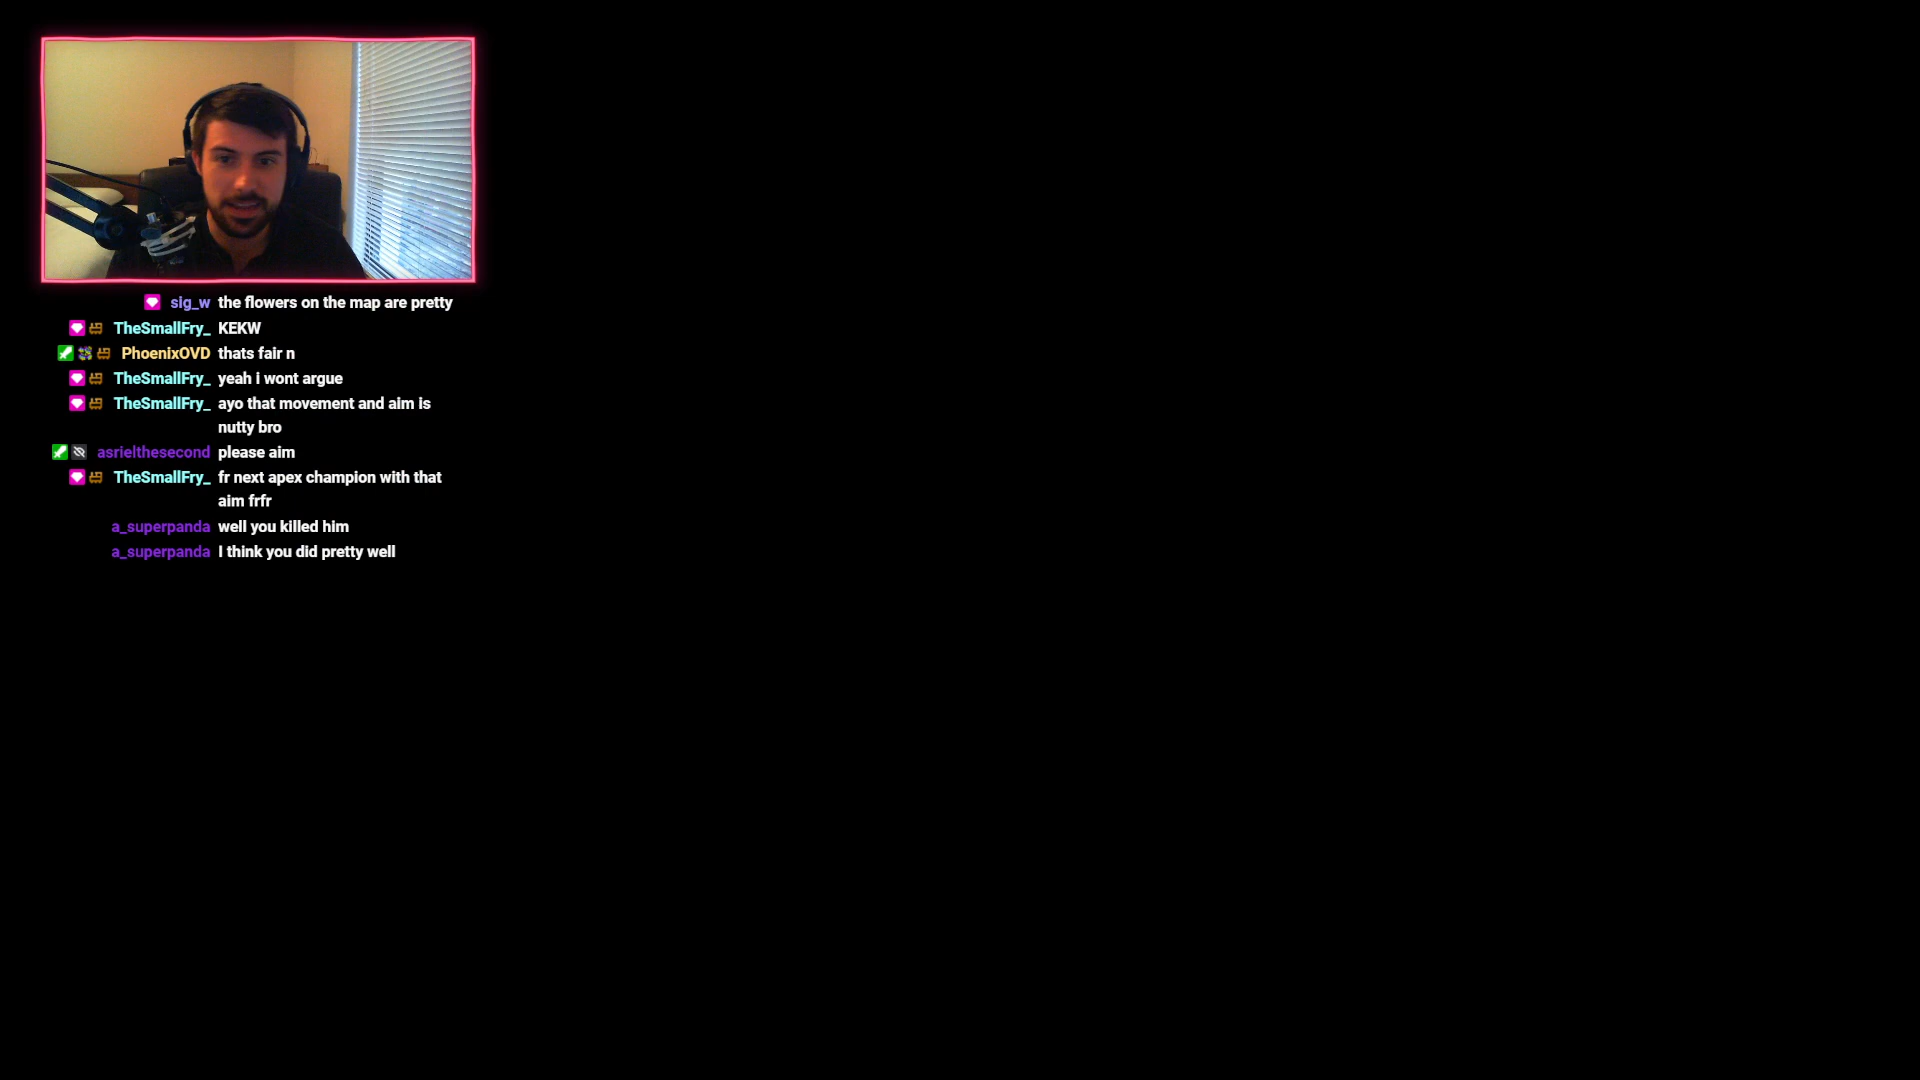 sig_w the flowers on the map are pretty
TheSmallFry_ KEKW
PhoenixOVD thats fair n
TheSmallFry_ yeah i wont argue
TheSmallFry_ ayo that movement and aim is
nutty bro
asrielthesecond please aim
TheSmallFry_ fr next apex champion with that
aim frfr
a_superpanda well you killed him
a_superpanda I think you did pretty well